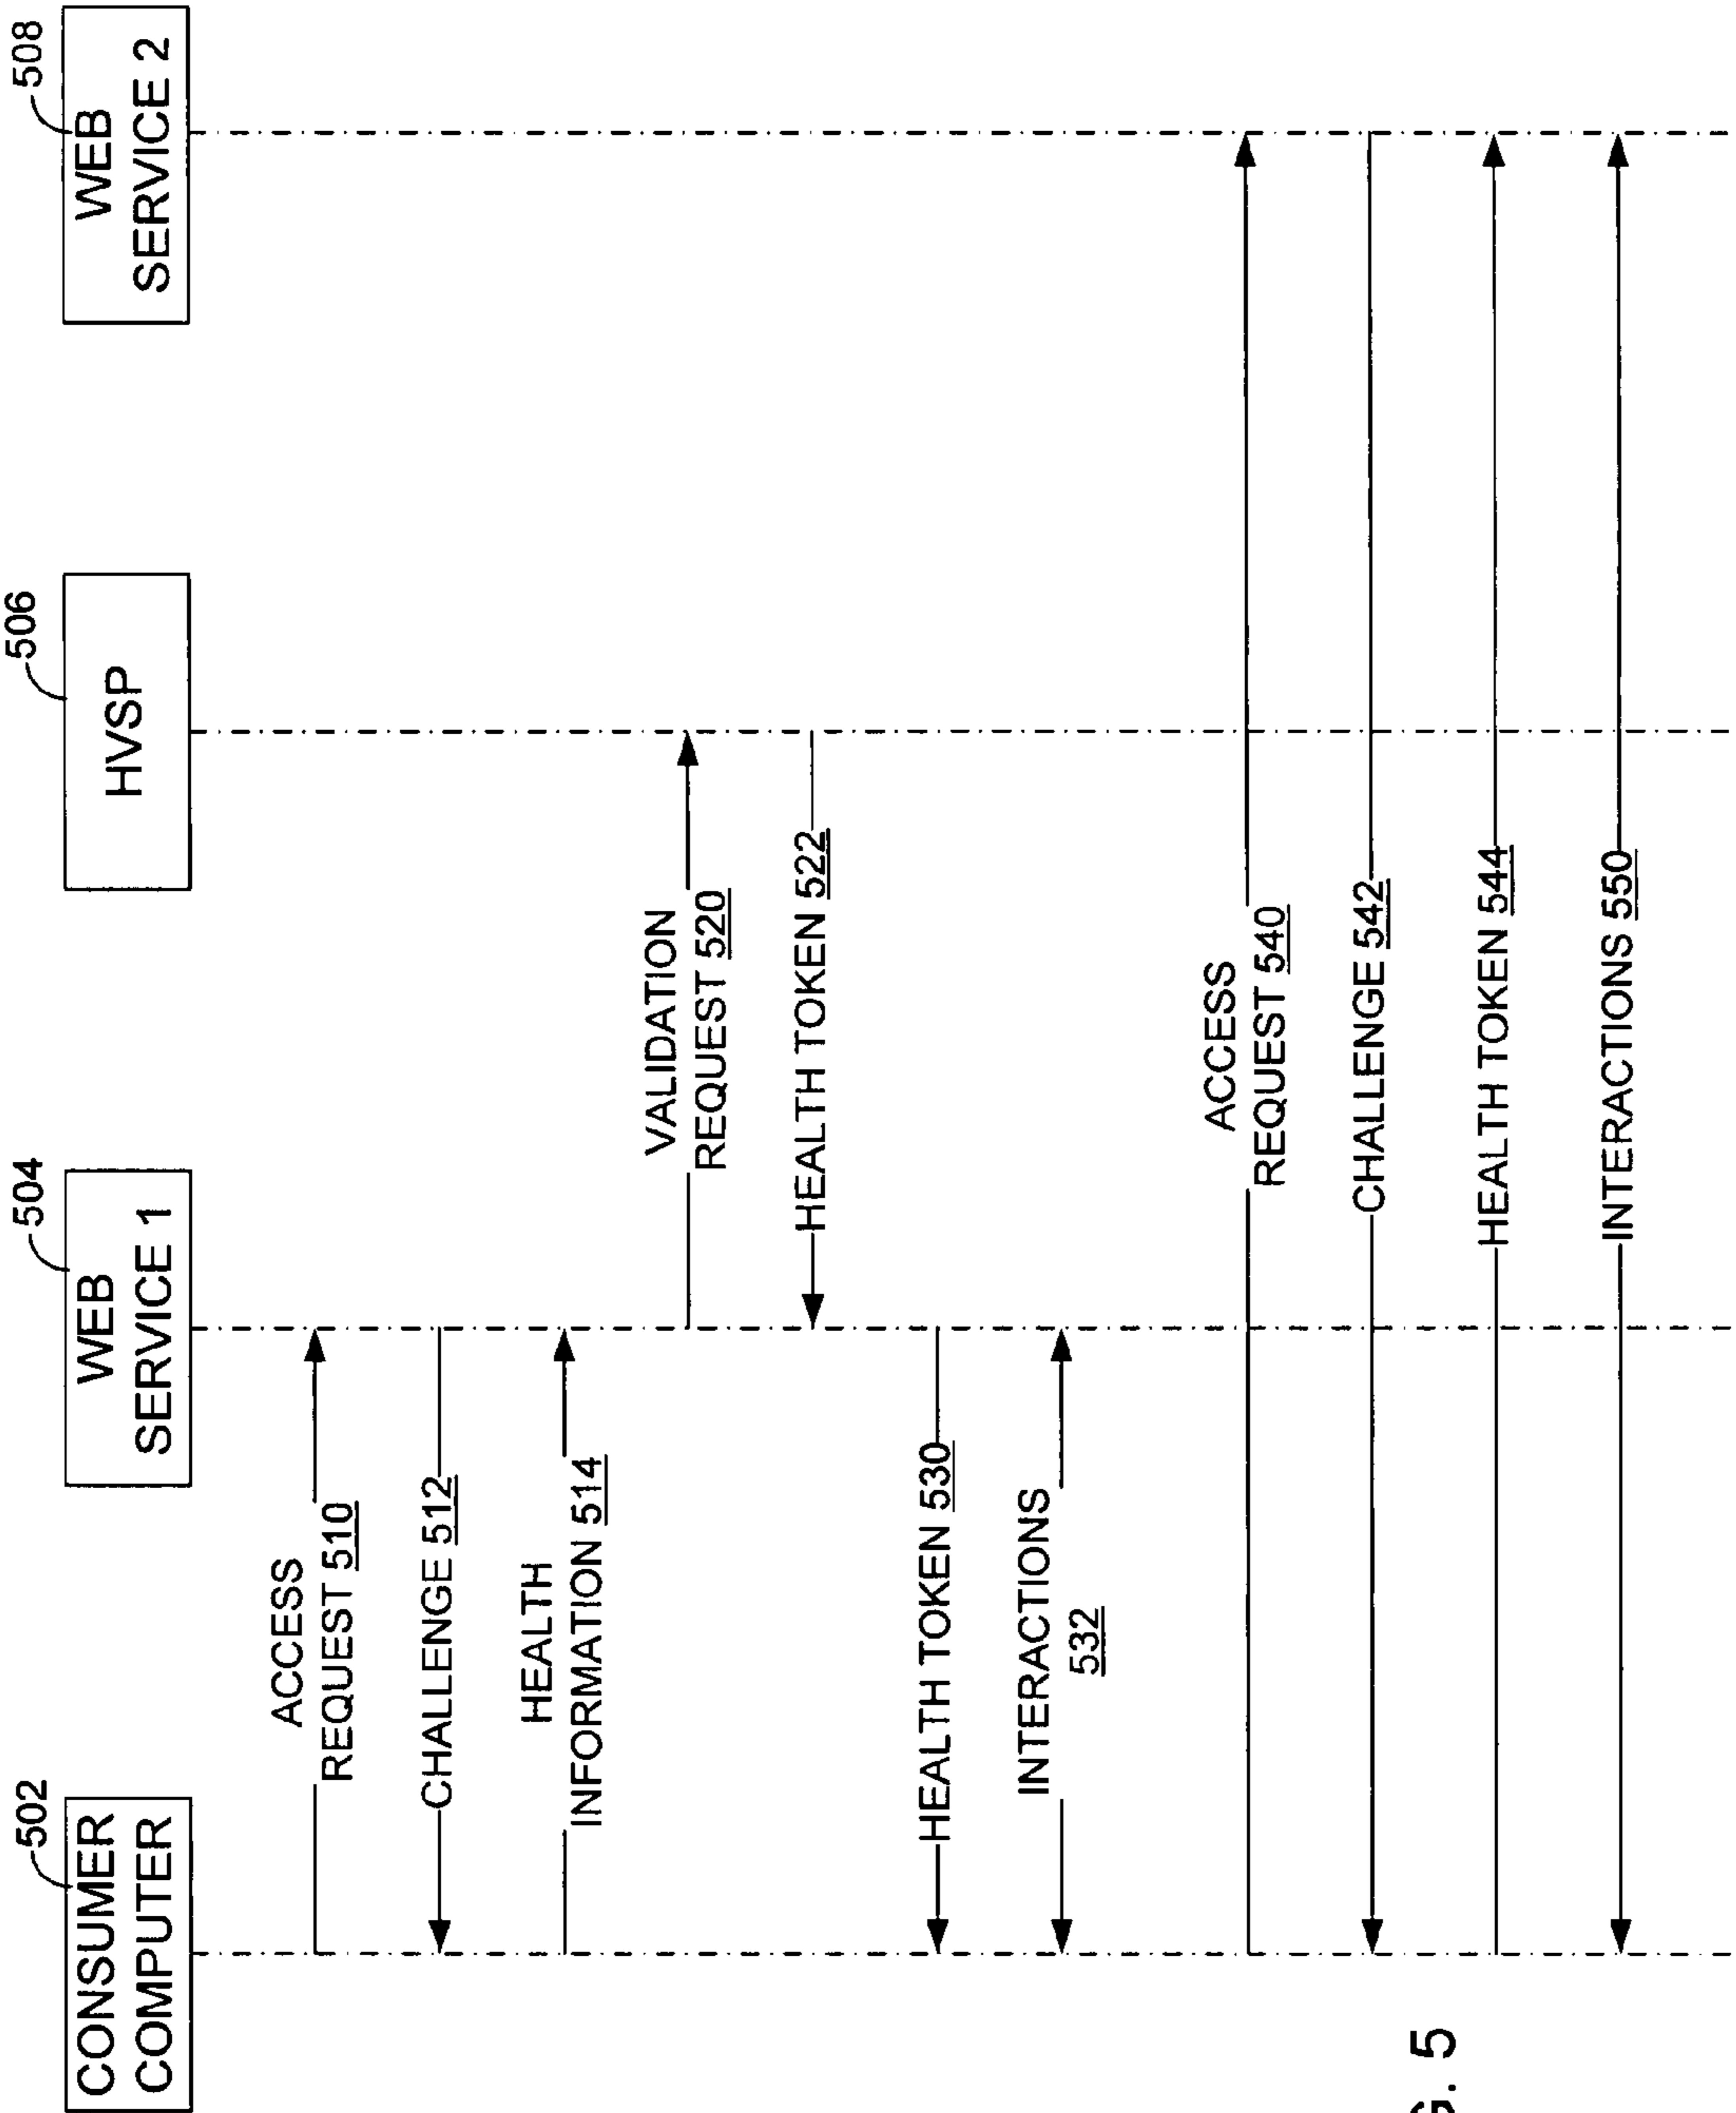 502
CONSUMER
COMPUTER
504
WEB
SERVICE 1
506
HVSP
508
WEB
SERVICE 2
ACCESS
REQUEST 510
CHALLENGE 512
HEALTH
INFORMATION 514
VALIDATION
REQUEST 520
HEALTH TOKEN 522
HEALTH TOKEN 530
INTERACTIONS
532
ACCESS
REQUEST 540
CHALLENGE 542
HEALTH TOKEN 544
INTERACTIONS 550
G. 5